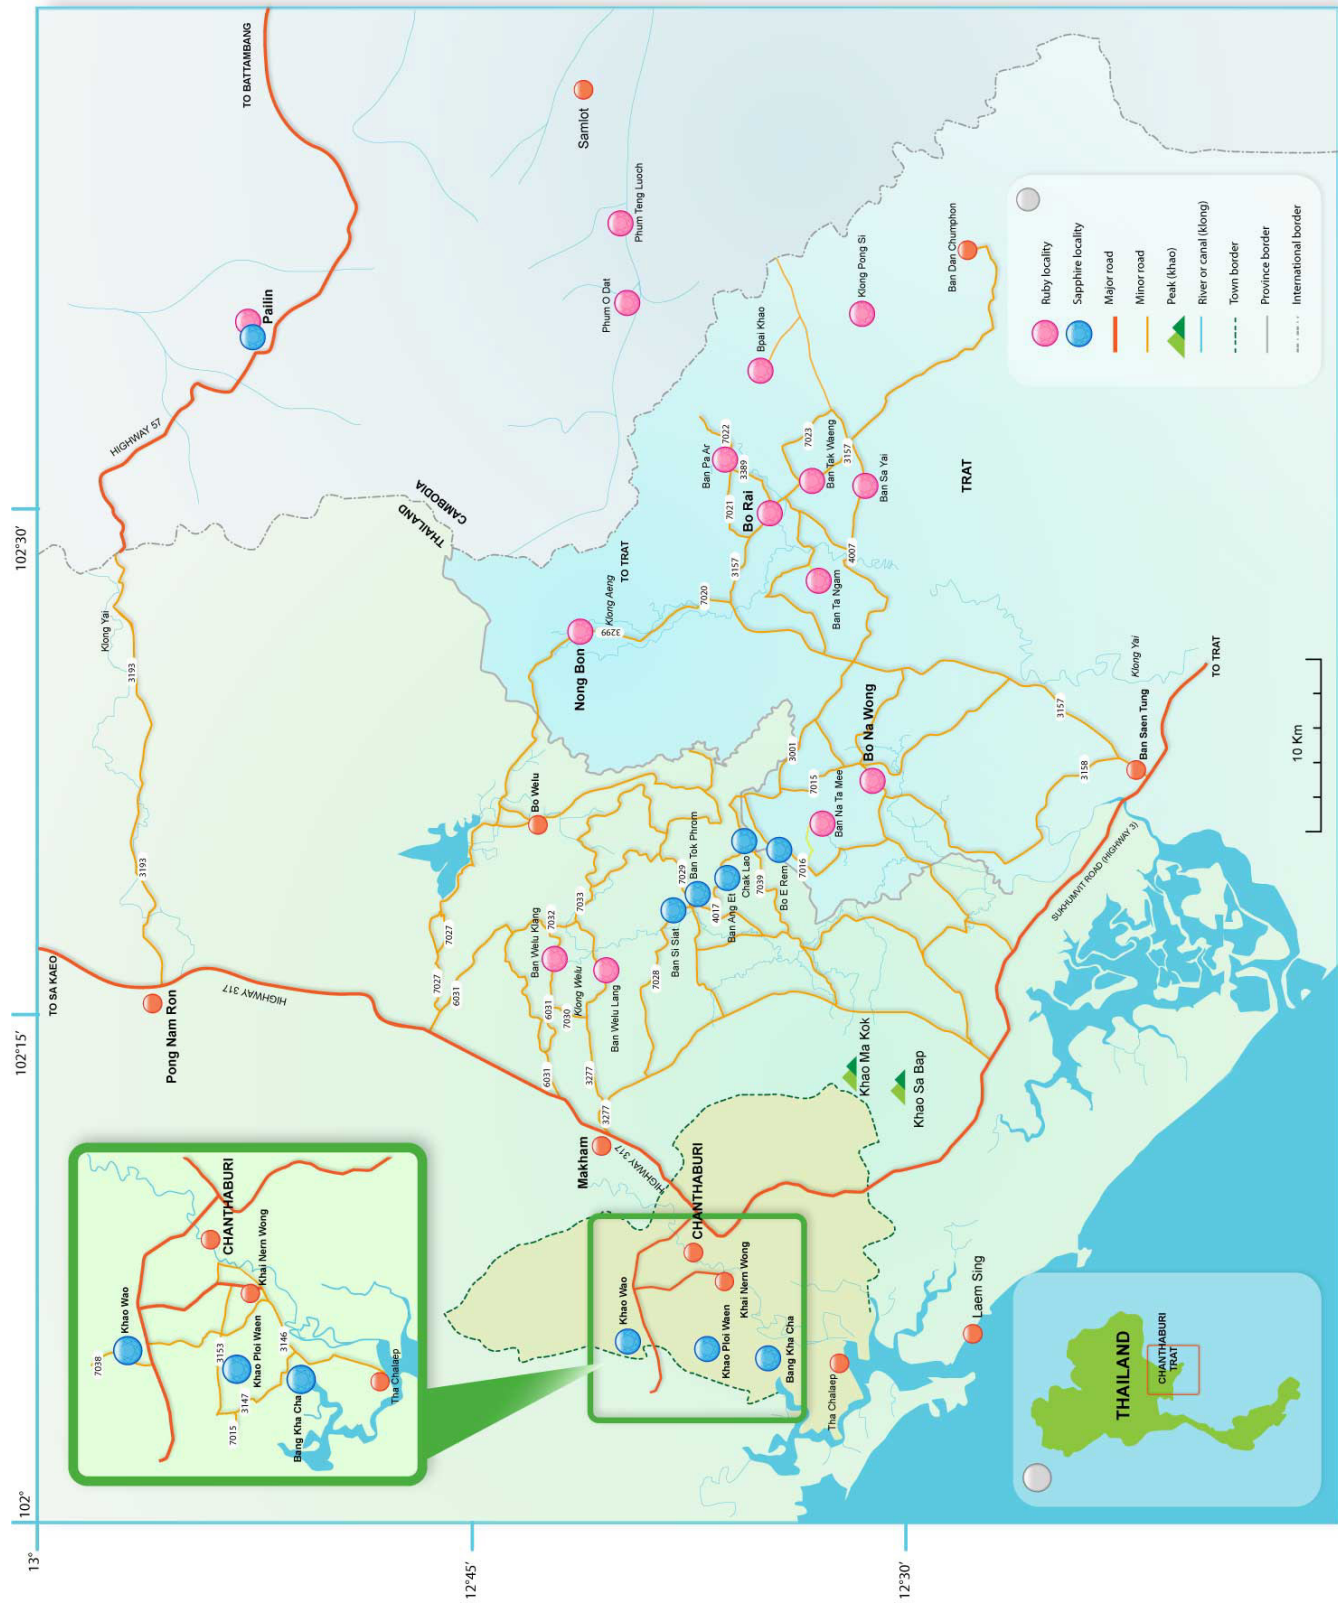 13°
12°45′
12°30′
102°
102°15′
102°30′
TO SA KAEO
Pong Nam Ron
HIGHWAY 317
3193
3193
Klong Yai
HIGHWAY 57
Pailin
TO BATTAMBANG
THAILAND
CAMBODIA
Samlot
Phum Teng Luoch
Phum O Dat
7027
7027
6031
Bo Welu
Nong Bon
Klong Aeng
TO TRAT
3299
7020
Ban Welu Klang
7032
7033
6031
6031
7030
Klong Welu
Ban Welu Lang
3277
3277
7028
7029
Ban Tok Phrom
Ban Si Siat
4017
Ban Ang Et
Chak Lao
7039
Bo E Rem
7016
7015
3001
Ban Na Ta Mee
Bo Na Wong
Ban Pa Ar
7022
3389
7021
Bo Rai
3157
7023
Ban Tak Waeng
3157
Ban Sa Yai
4007
Ban Ta Ngam
Bpai Khao
Klong Pong Si
Ban Dan Chumphon
TRAT
3157
3158
Klong Yai
Ban Saen Tung
TO TRAT
SUKHUMVIT ROAD (HIGHWAY 3)
Makham
HIGHWAY 317
CHANTHABURI
Khao Wao
Khai Nern Wong
Khao Ploi Waen
Bang Kha Cha
Tha Chalaep
Laem Sing
Khao Ma Kok
Khao Sa Bap
7038
Khao Wao
CHANTHABURI
Khai Nern Wong
3153
Khao Ploi Waen
3146
3147
7015
Bang Kha Cha
Tha Chalaep
10 Km
Ruby locality
Sapphire locality
Major road
Minor road
Peak (khao)
River or canal (klong)
Town border
Province border
International border
THAILAND
CHANTHABURI
TRAT